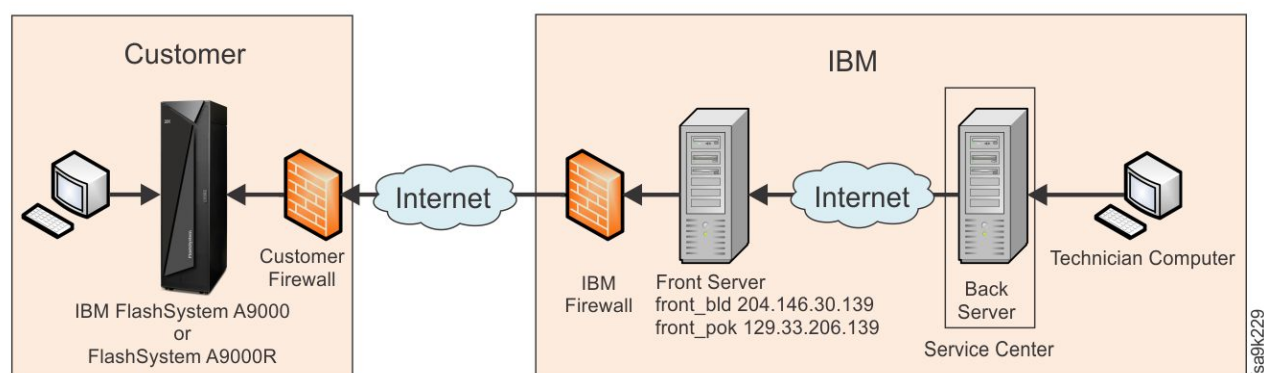 Customer
IBM
Internet
Internet
Customer
Firewall
IBM FlashSystem A9000
or
FlashSystem A9000R
IBM
Firewall
Front Server
front_bld 204.146.30.139
front_pok 129.33.206.139
Back
Server
Service Center
Technician Computer
sa9k229